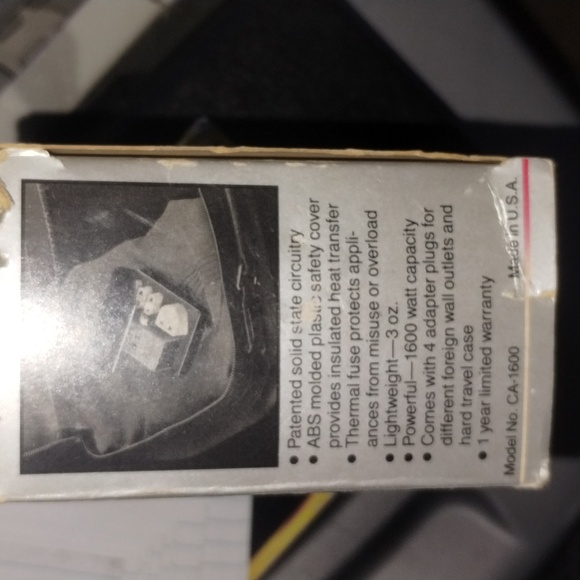 • Patented solid state circuitry
• ABS molded plastic safety cover
provides insulated heat transfer
• Thermal fuse protects appli-
ances from misuse or overload
• Lightweight—3 oz.
• Powerful—1600 watt capacity
• Comes with 4 adapter plugs for
different foreign wall outlets and
hard travel case
• 1 year limited warranty
Model No. CA-1600 Made in U.S.A.